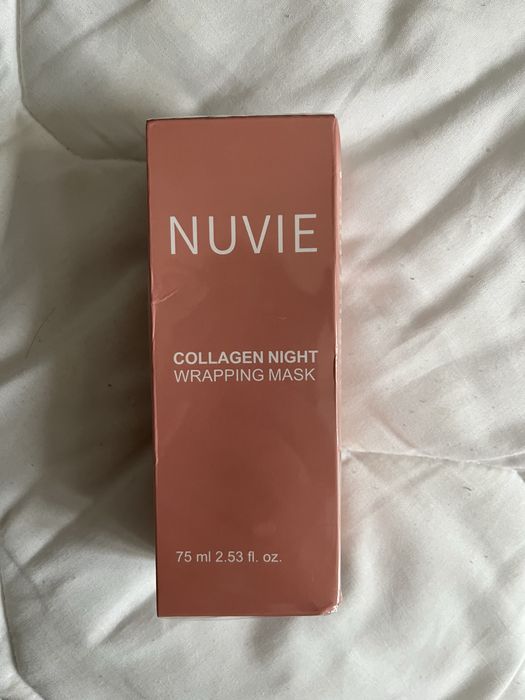 NUVIE
COLLAGEN NIGHT
WRAPPING MASK
75 ml 2.53 fl. oz.